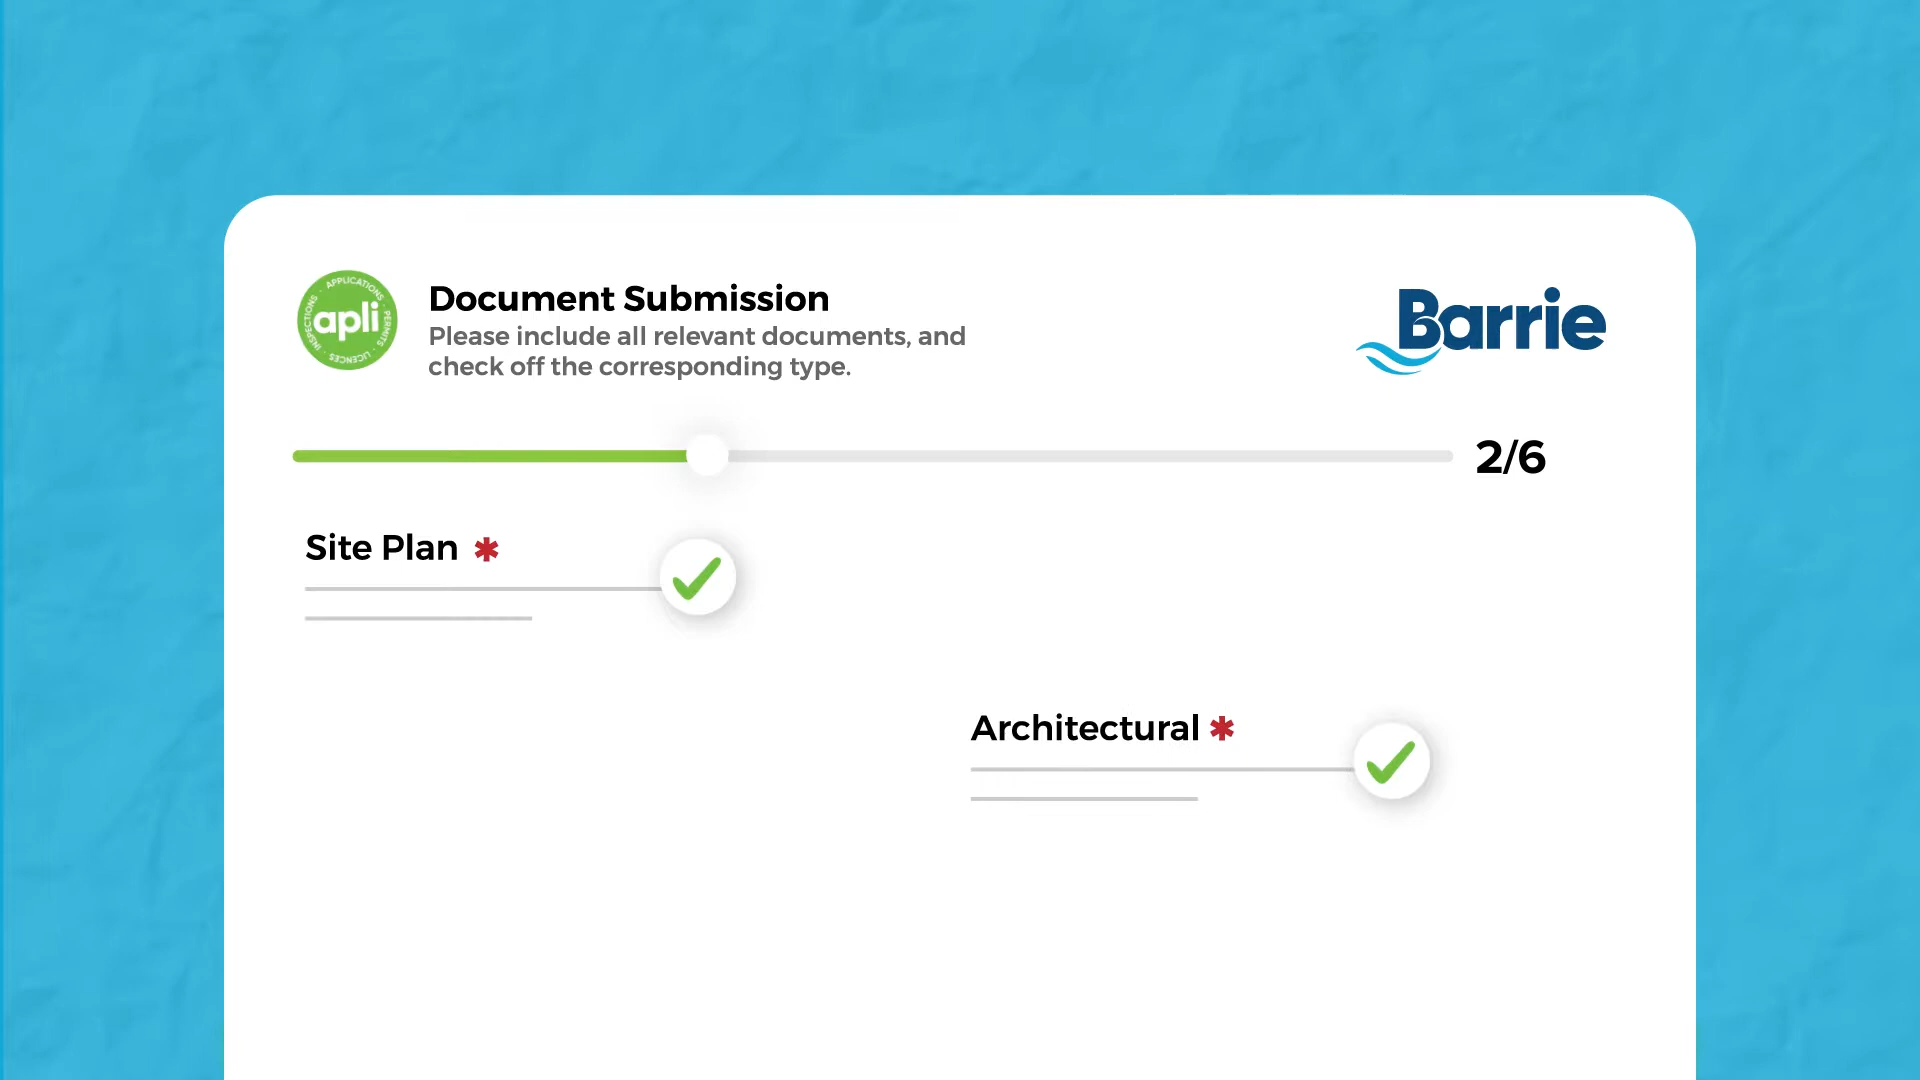 APPLICATIONS · PERMITS · LICENCES · INSPECTIONS ·
apli
Document Submission
Please include all relevant documents, and
check off the corresponding type.
Barrie
2/6
Site Plan *
Architectural *